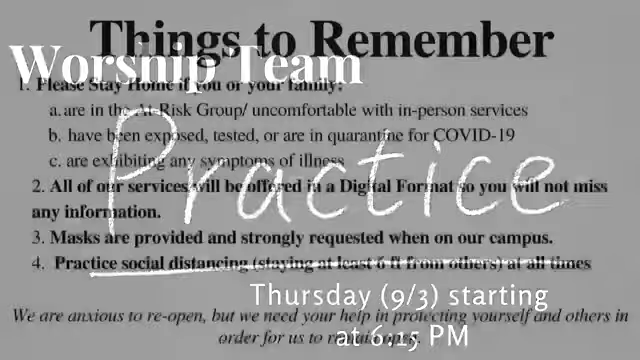 Things to Remember
Worship Team
1. Please Stay Home if you or your family:
a. are in the At-Risk Group/ uncomfortable with in-person services
b. have been exposed, tested, or are in quarantine for COVID-19
c. are exhibiting any symptoms of illness
Practice
2. All of our services will be offered in a Digital Format so you will not miss
any information.
3. Masks are provided and strongly requested when on our campus.
4. Practice social distancing (staying at least 6 ft from others) at all times
Thursday (9/3) starting
at 6:15 PM
We are anxious to re-open, but we need your help in protecting yourself and others in
order for us to remain open.